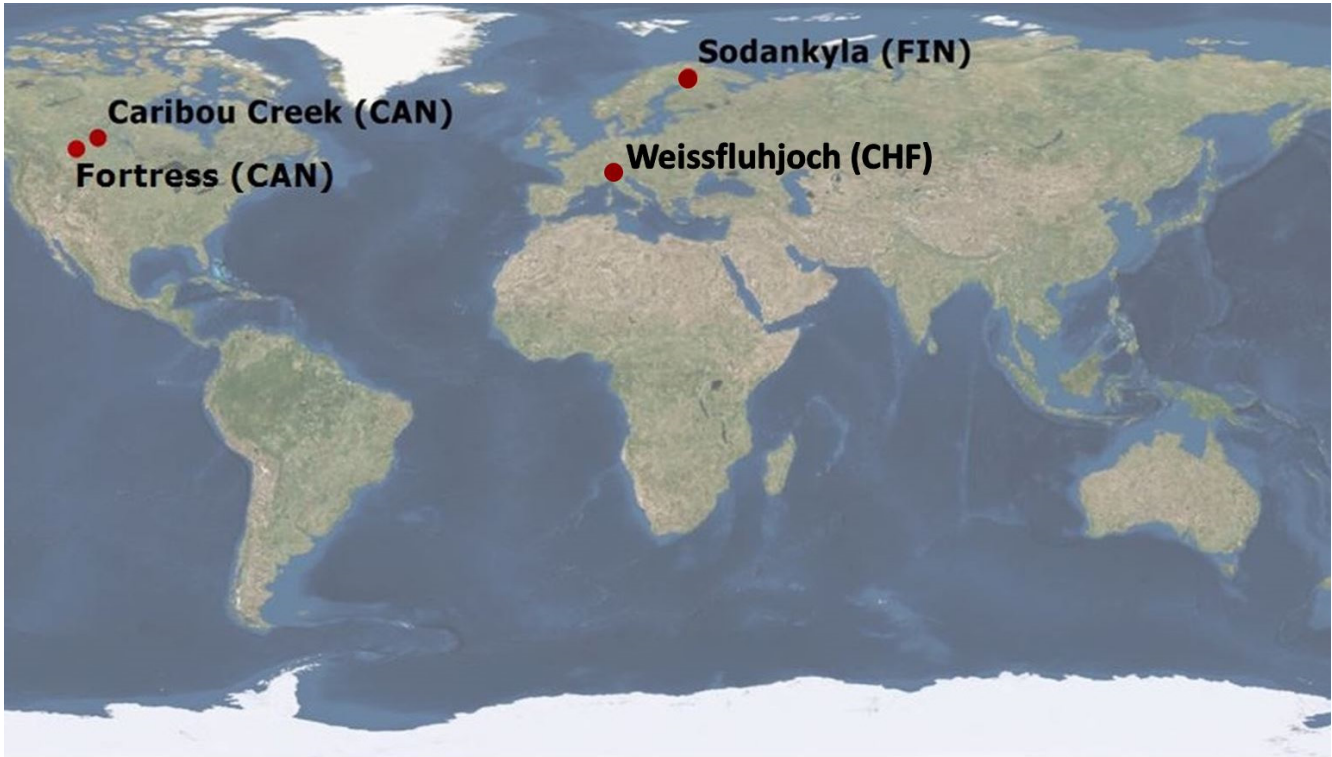 Sodankyla (FIN)
Caribou Creek (CAN)
Weissfluhjoch (CHF)
Fortress (CAN)